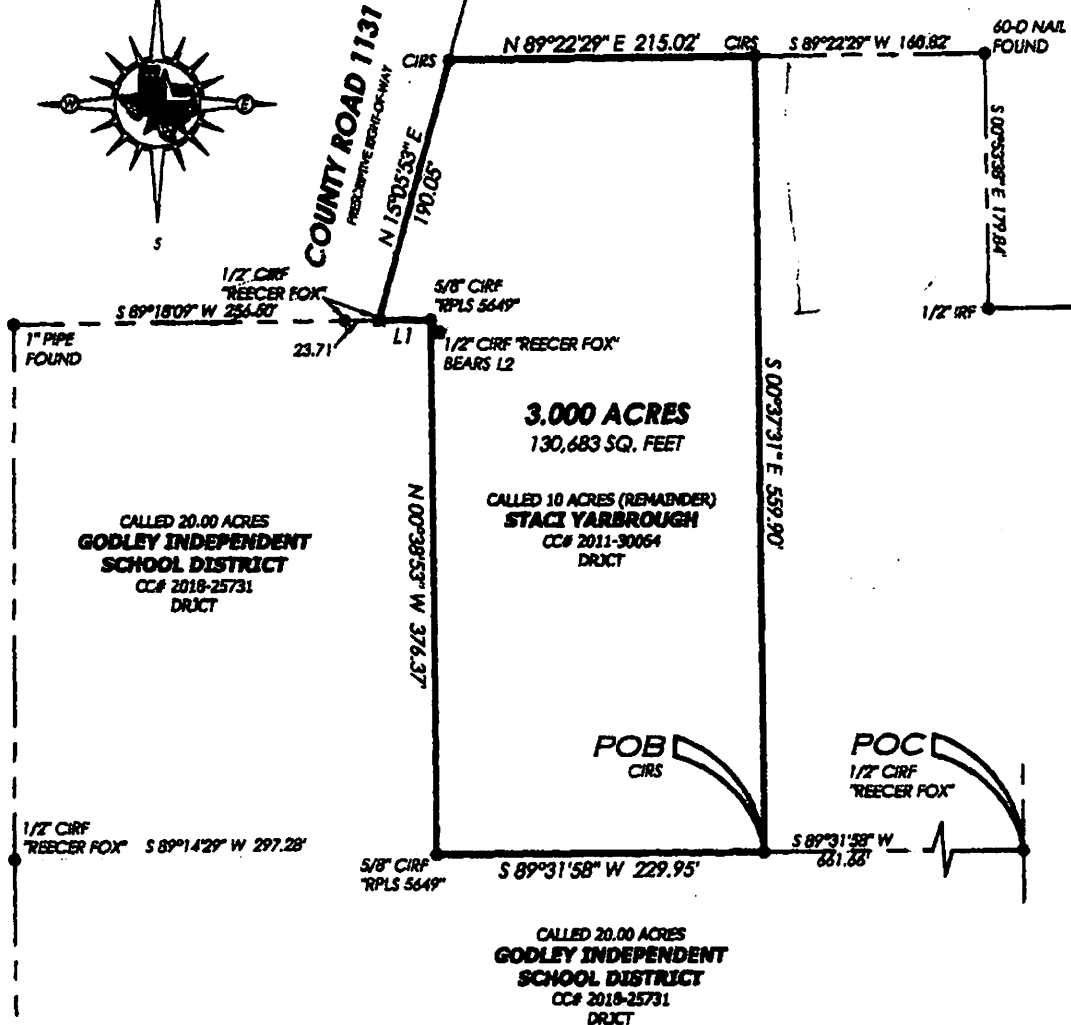 60-D NAIL
FOUND
N 89°22'29" E 215.02'
CIRS
CIRS
S 89°22'29" W 160.82'
W
E
S
COUNTY ROAD 1131
PRESCRIPTIVE RIGHT-OF-WAY
N 15°05'53" E
190.05'
S 00°53'38" E 179.84'
1/2" CIRF
"REECER FOX"
5/8" CIRF
"RPLS 5649"
S 89°18'09" W 256.60'
1/2" IRF
1" PIPE
FOUND
23.71'
L1
1/2" CIRF "REECER FOX"
BEARS L2
3.000 ACRES
130,683 SQ. FEET
S 00°37'31" E 559.90'
CALLED 10 ACRES (REMAINDER)
STACI YARBROUGH
CC# 2011-30064
DRJCT
N 00°38'53" W 376.37'
CALLED 20.00 ACRES
GODLEY INDEPENDENT
SCHOOL DISTRICT
CC# 2018-25731
DRJCT
POB
CIRS
POC
1/2" CIRF
"REECER FOX"
1/2" CIRF
"REECER FOX"
S 89°14'29" W 297.28'
5/8" CIRF
"RPLS 5649"
S 89°31'58" W 229.95'
S 89°31'58" W
661.66'
CALLED 20.00 ACRES
GODLEY INDEPENDENT
SCHOOL DISTRICT
CC# 2018-25731
DRJCT